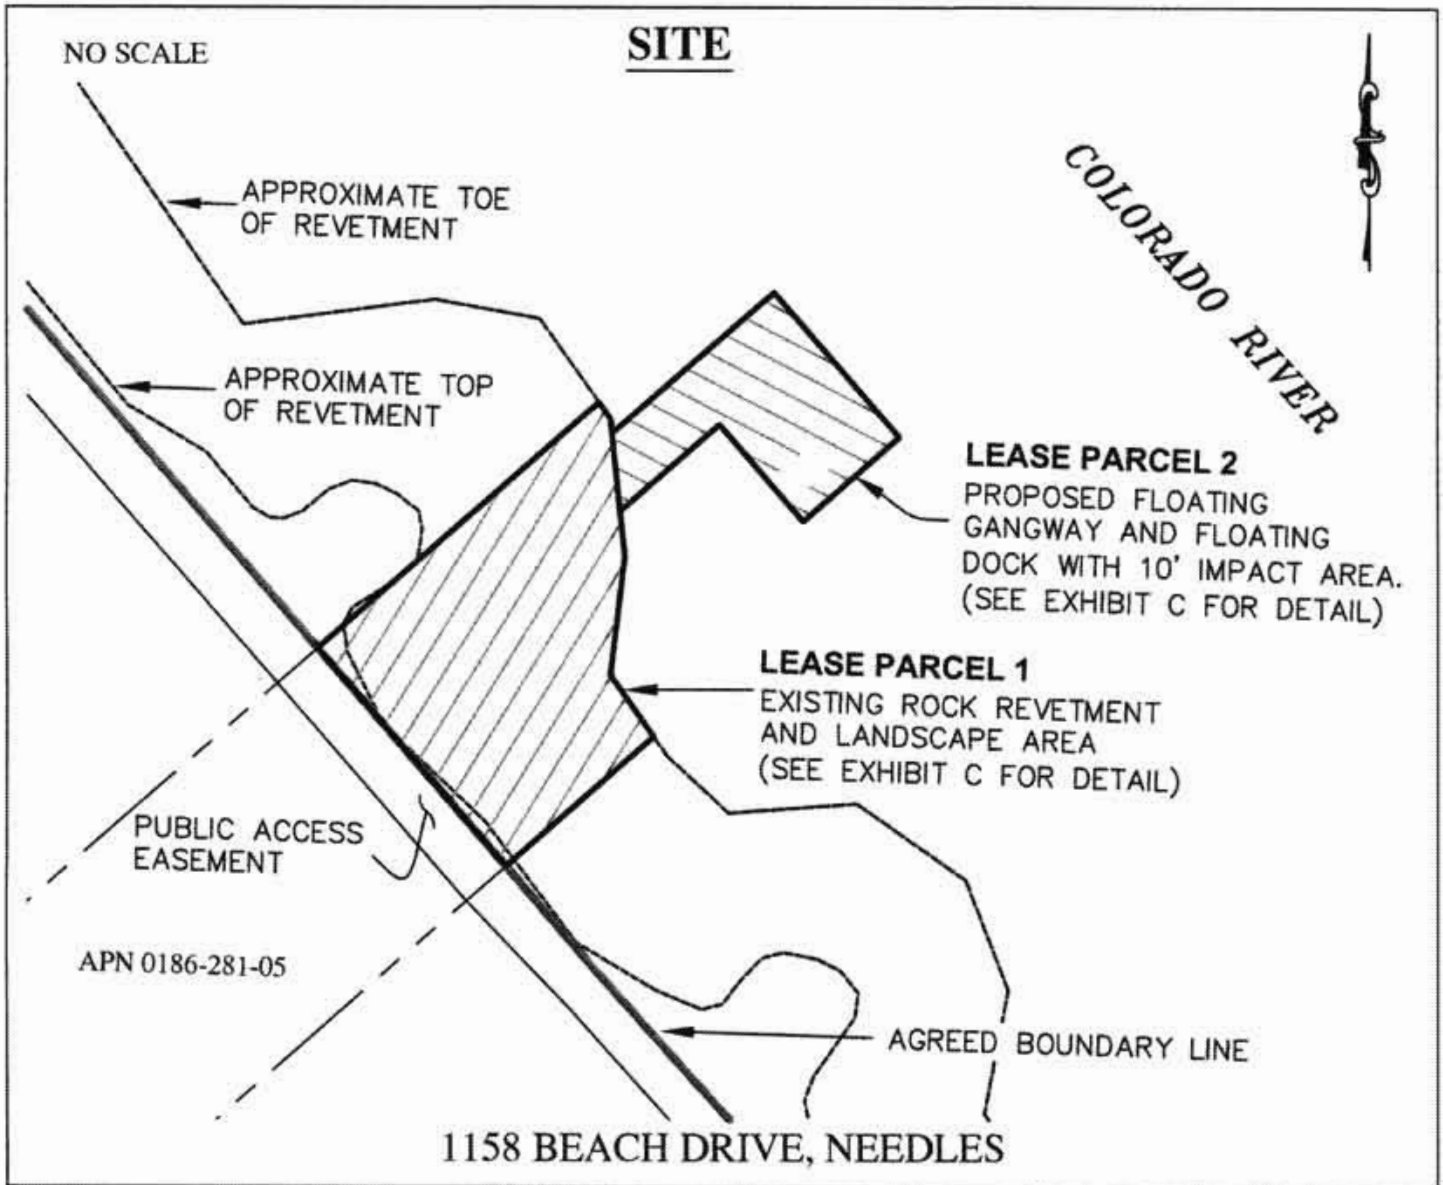 NO SCALE
SITE
APPROXIMATE TOE
OF REVETMENT
COLORADO RIVER
APPROXIMATE TOP
OF REVETMENT
LEASE PARCEL 2
PROPOSED FLOATING
GANGWAY AND FLOATING
DOCK WITH 10' IMPACT AREA.
(SEE EXHIBIT C FOR DETAIL)
LEASE PARCEL 1
EXISTING ROCK REVETMENT
AND LANDSCAPE AREA
(SEE EXHIBIT C FOR DETAIL)
PUBLIC ACCESS
EASEMENT
APN 0186-281-05
AGREED BOUNDARY LINE
1158 BEACH DRIVE, NEEDLES